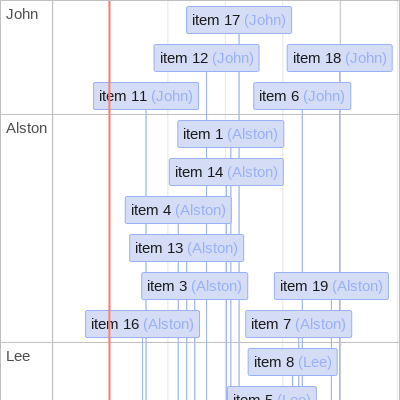 John
item 17 (John)
item 12 (John)
item 18 (John)
item 11 (John)
item 6 (John)
Alston
item 1 (Alston)
item 14 (Alston)
item 4 (Alston)
item 13 (Alston)
item 3 (Alston)
item 19 (Alston)
item 16 (Alston)
item 7 (Alston)
Lee
item 8 (Lee)
item 5 (Lee)